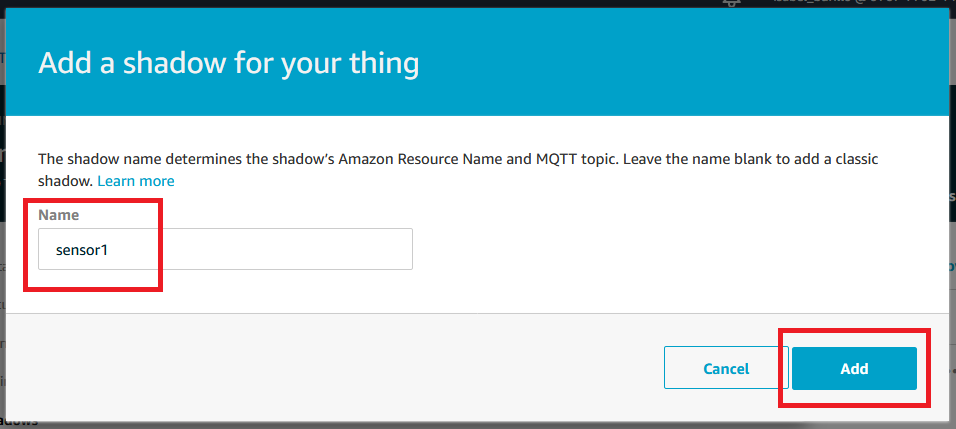 Add a shadow for your thing
The shadow name determines the shadow's Amazon Resource Name and MQTT topic. Leave the name blank to add a classic
shadow. Learn more
Name
sensor1
Cancel
Add